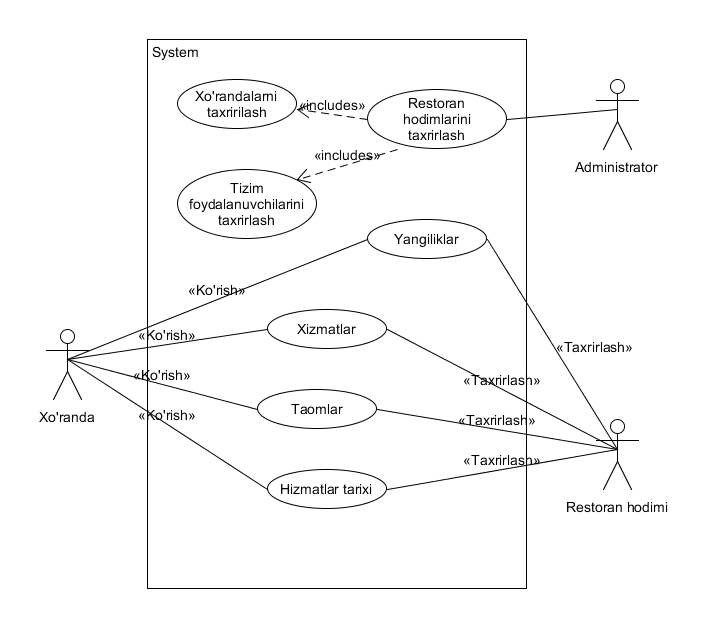 System
Xo'randalarni
taxririlash
«includes»
Restoran
hodimlarini
taxrirlash
Administrator
«includes»
Tizim
foydalanuvchilarini
taxrirlash
Yangiliklar
«Ko'rish»
Xizmatlar
«Ko'rish»
«Taxrirlash»
Xo'randa
«Ko'rish»
«Taxrirlash»
Taomlar
«Ko'rish»
«Taxrirlash»
«Taxrirlash»
Hizmatlar tarixi
Restoran hodimi